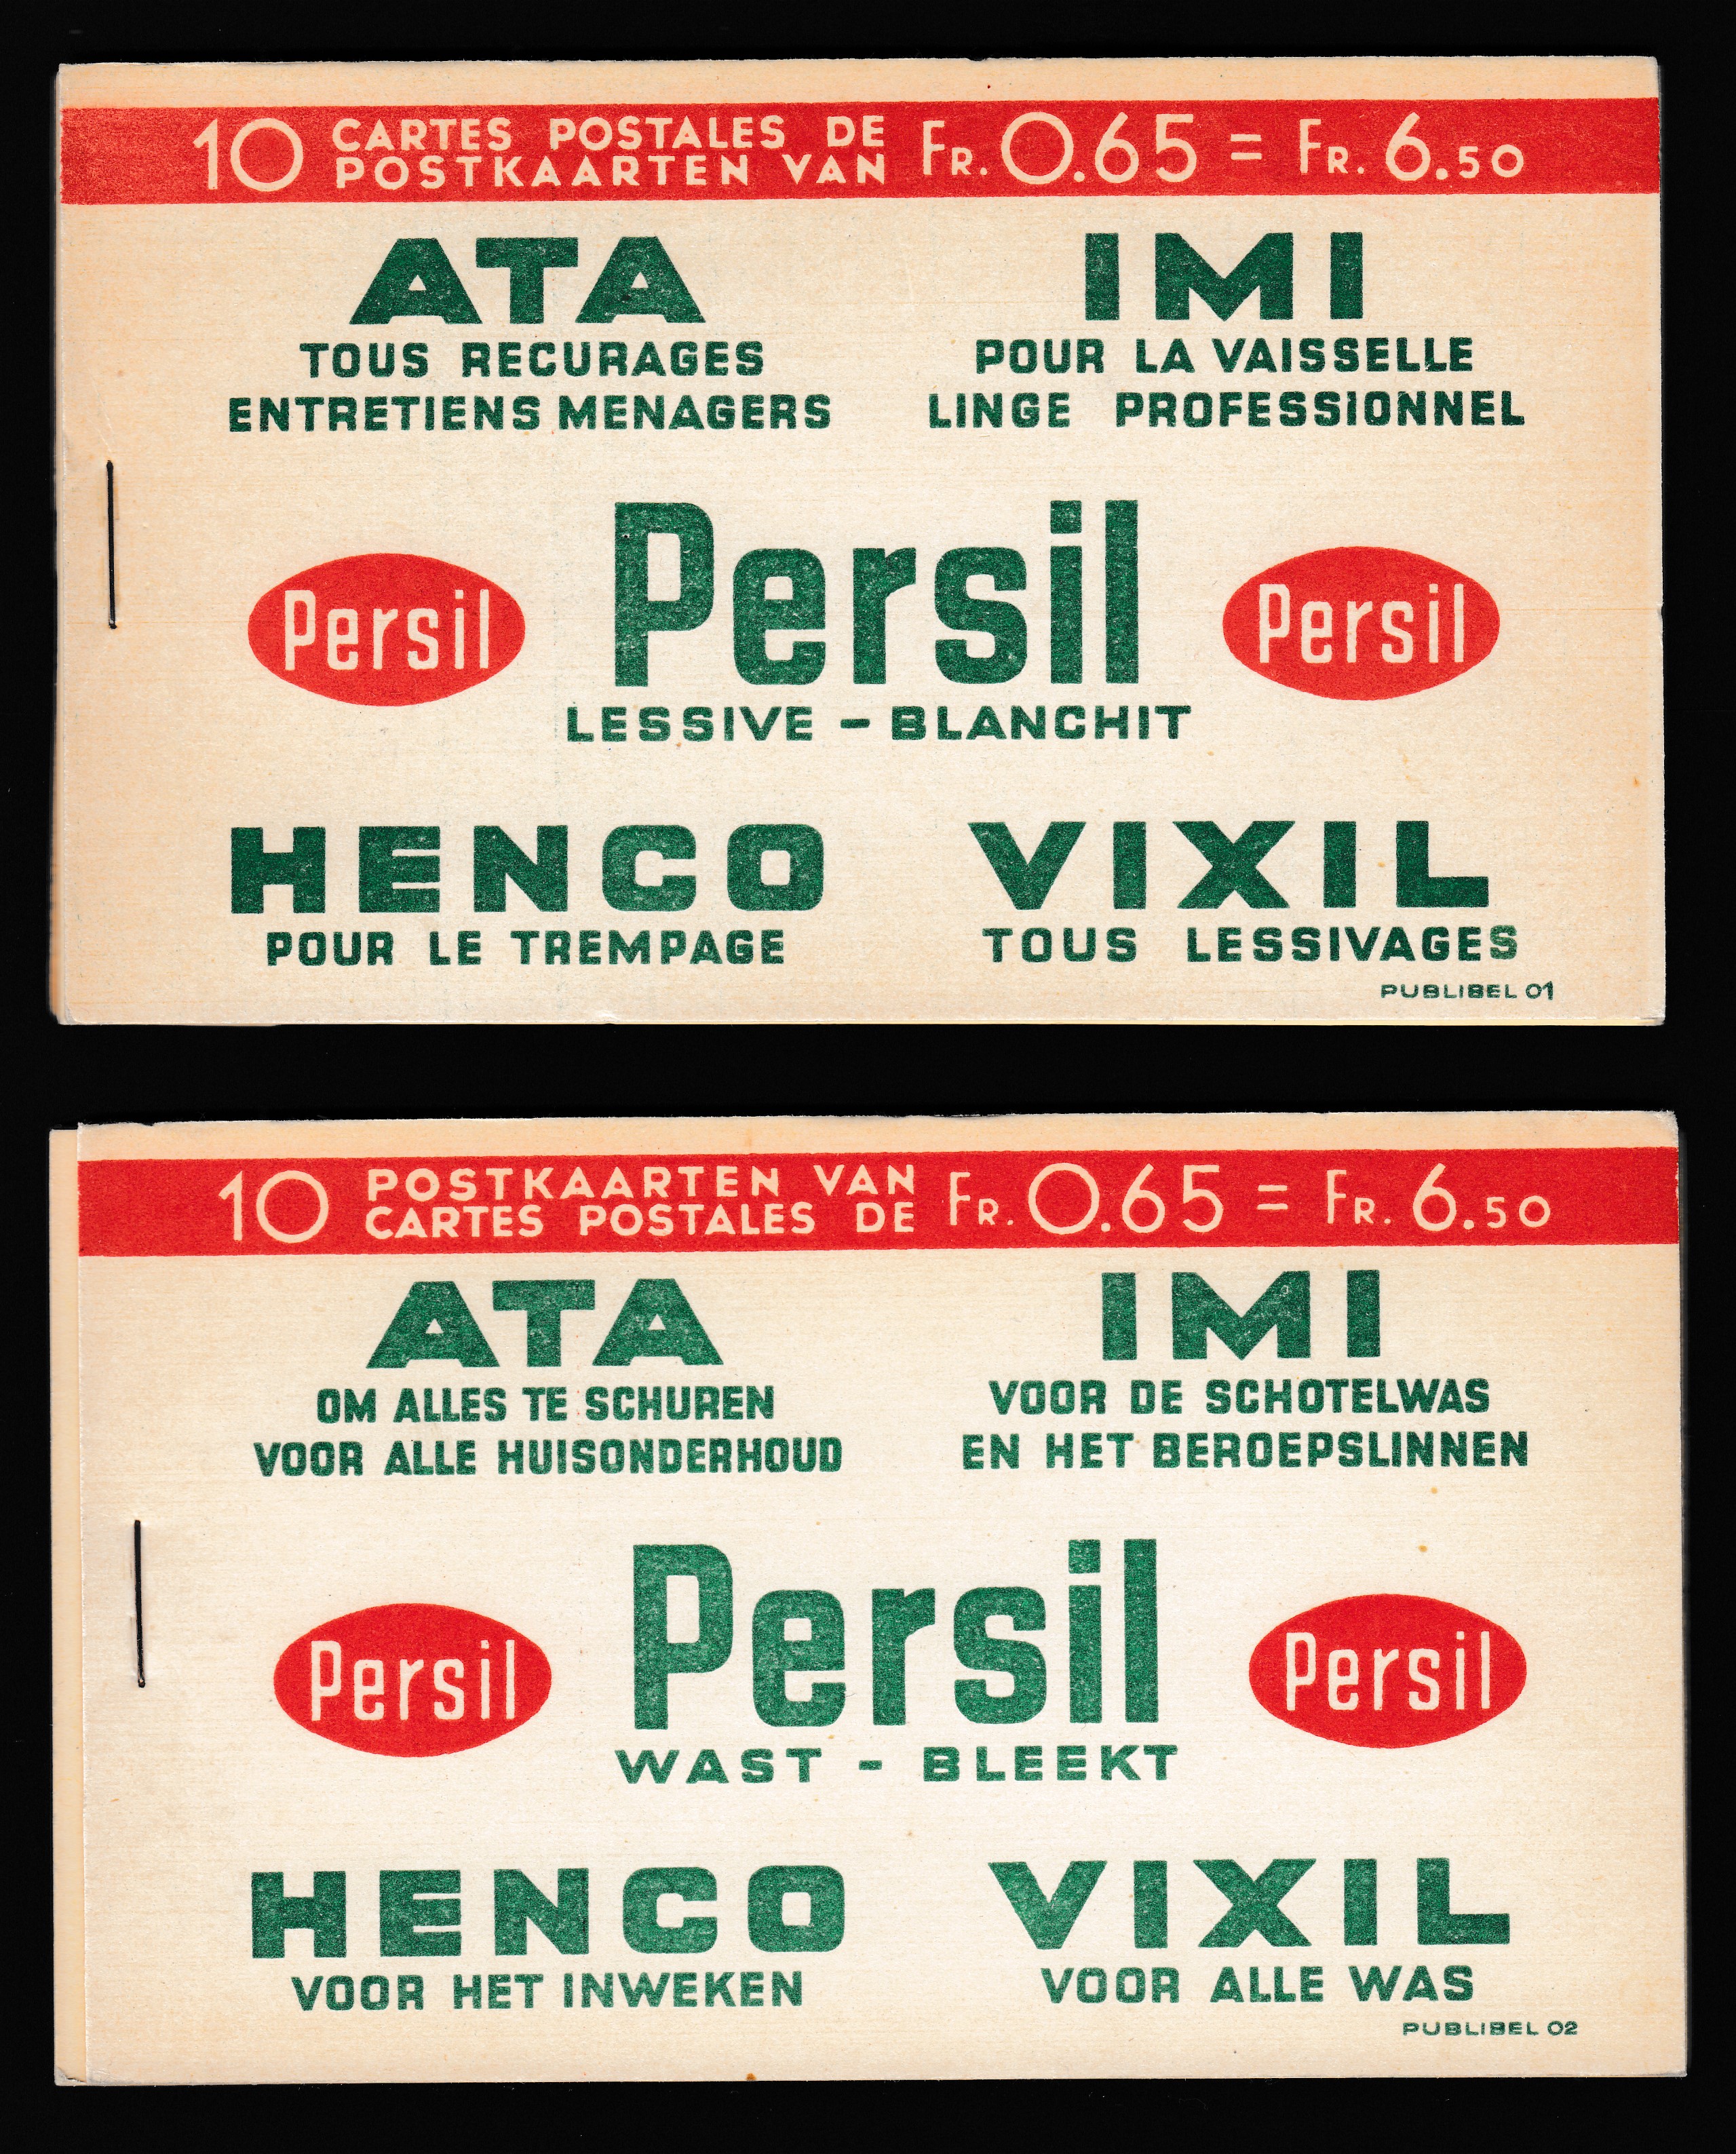 10 CARTES POSTALES DE FR. 0.65 = FR. 6.50
POSTKAARTEN VAN
ATA
TOUS RECURAGES
ENTRETIENS MENAGERS
IMI
POUR LA VAISSELLE
LINGE PROFESSIONNEL
Persil
Persil
Persil
LESSIVE - BLANCHIT
HENCO
POUR LE TREMPAGE
VIXIL
TOUS LESSIVAGES
PUBLIBEL 01
10 POSTKAARTEN VAN FR. 0.65 = FR. 6.50
CARTES POSTALES DE
ATA
OM ALLES TE SCHUREN
VOOR ALLE HUISONDERHOUD
IMI
VOOR DE SCHOTELWAS
EN HET BEROEPSLINNEN
Persil
Persil
Persil
WAST - BLEEKT
HENCO
VOOR HET INWEKEN
VIXIL
VOOR ALLE WAS
PUBLIBEL 02